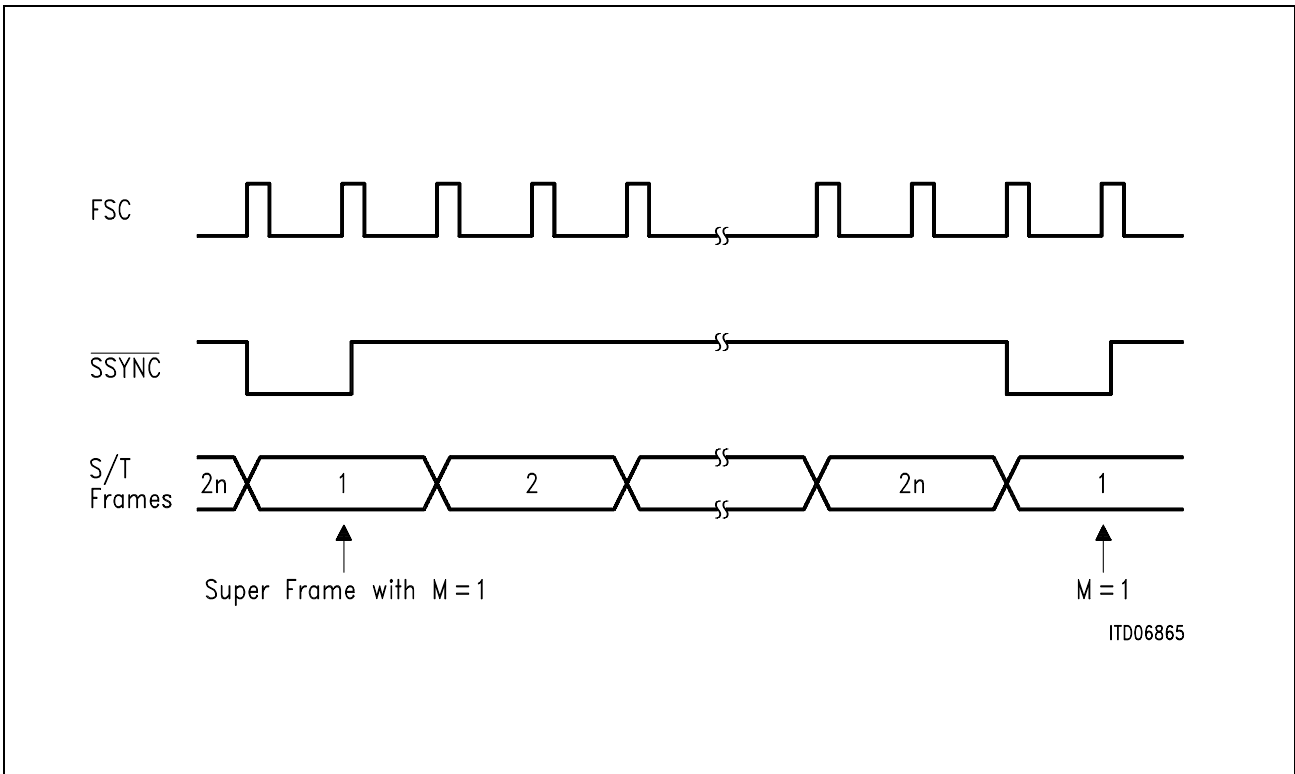 FSC
SSYNC
S/T
Frames
2n 1 2 2n 1
Super Frame with M=1
M=1
ITD06865